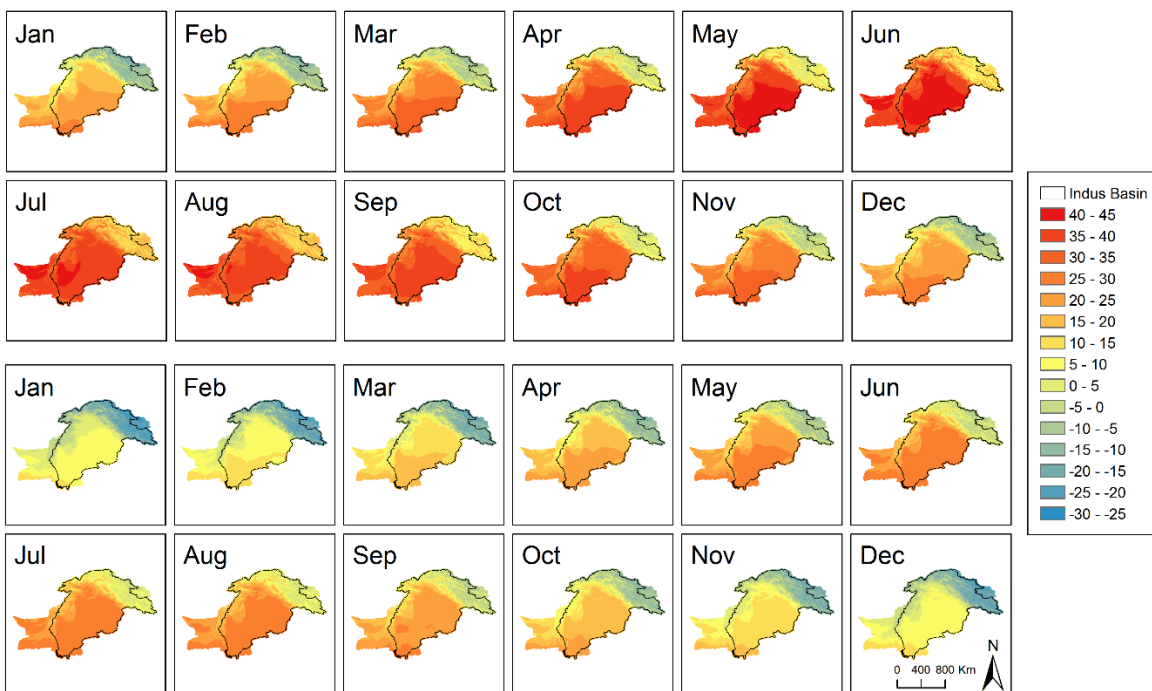 Jan Feb Mar Apr May Jun
Jul Aug Sep Oct Nov Dec
Indus Basin
40 - 45
35 - 40
30 - 35
25 - 30
20 - 25
15 - 20
10 - 15
5 - 10
0 - 5
-5 - 0
-10 - -5
-15 - -10
-20 - -15
-25 - -20
-30 - -25
Jan Feb Mar Apr May Jun
Jul Aug Sep Oct Nov Dec
N
0 400 800 Km